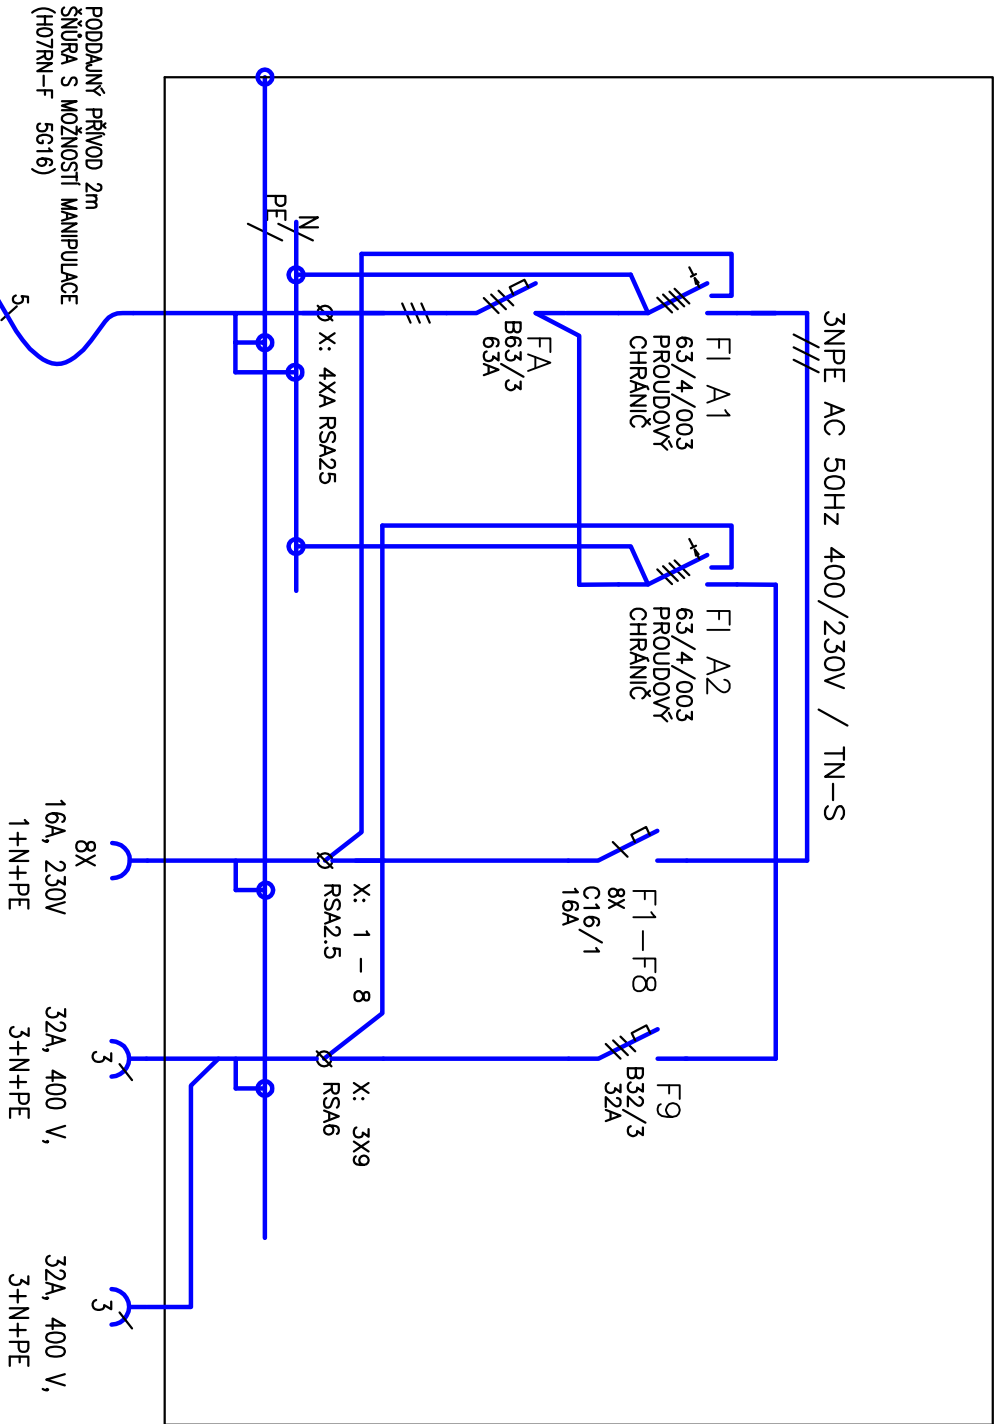 3NPE AC 50Hz 400/230V / TN-S
FI A1
63/4/003
PROUDOVÝ
CHRÁNIČ
FI A2
63/4/003
PROUDOVÝ
CHRÁNIČ
FA
B63/3
63A
F1-F8
8X
C16/1
16A
F9
B32/3
32A
N
PE
X: 4XA RSA25
X: 1 - 8
RSA2.5
X: 3X9
RSA6
PODDAJNÝ PŘÍVOD 2m
ŠŇŮRA S MOŽNOSTÍ MANIPULACE
(H07RN-F 5G16)
5
8X
16A, 230V
1+N+PE
3
32A, 400 V,
3+N+PE
3
32A, 400 V,
3+N+PE